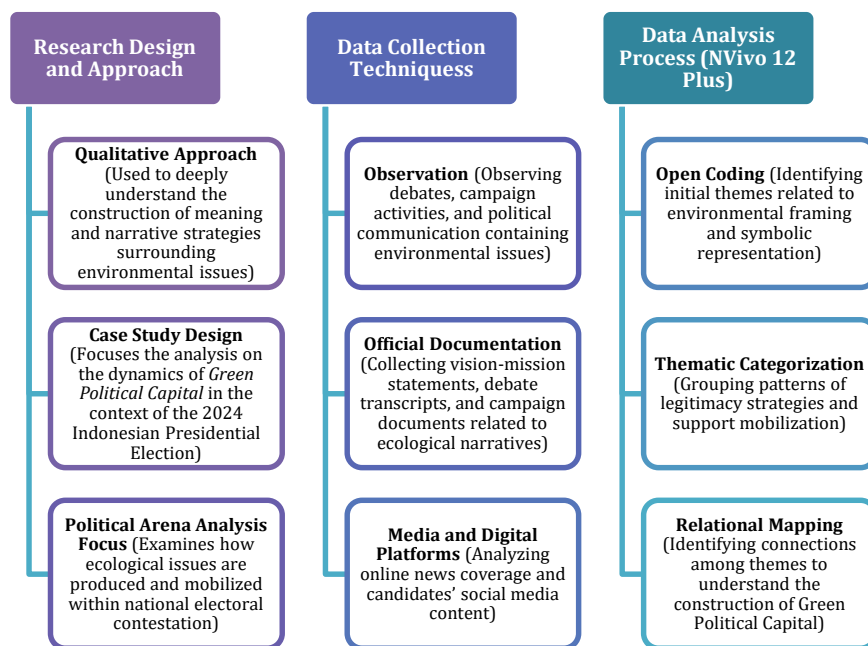 Research Design
and Approach
Qualitative Approach
(Used to deeply
understand the
construction of meaning
and narrative strategies
surrounding
environmental issues)
Case Study Design
(Focuses the analysis on
the dynamics of Green
Political Capital in the
context of the 2024
Indonesian Presidential
Election)
Political Arena Analysis
Focus (Examines how
ecological issues are
produced and mobilized
within national electoral
contestation)
Data Collection
Techniquess
Observation (Observing
debates, campaign
activities, and political
communication containing
environmental issues)
Official Documentation
(Collecting vision-mission
statements, debate
transcripts, and campaign
documents related to
ecological narratives)
Media and Digital
Platforms (Analyzing
online news coverage and
candidates’ social media
content)
Data Analysis
Process (NVivo 12
Plus)
Open Coding (Identifying
initial themes related to
environmental framing
and symbolic
representation)
Thematic Categorization
(Grouping patterns of
legitimacy strategies and
support mobilization)
Relational Mapping
(Identifying connections
among themes to
understand the
construction of Green
Political Capital)